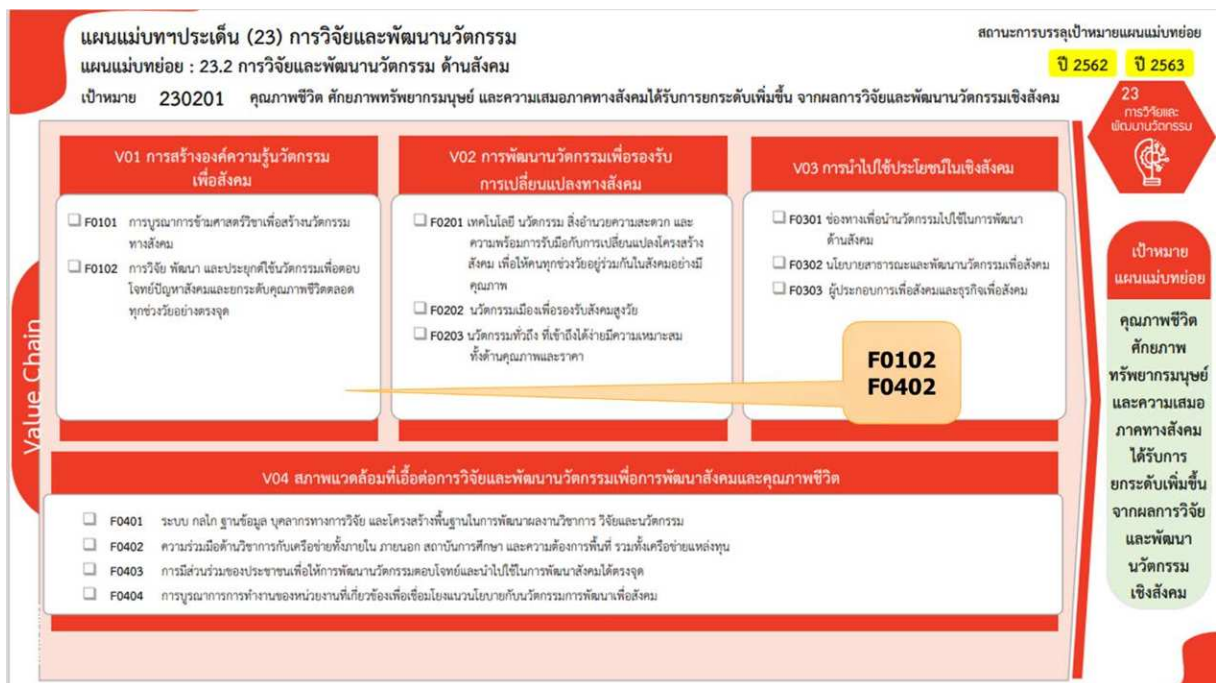 แผนแม่บทฯประเด็น (23) การวิจัยและพัฒนานวัตกรรม
แผนแม่บทย่อย : 23.2 การวิจัยและพัฒนานวัตกรรม ด้านสังคม
เป้าหมาย 230201 คุณภาพชีวิต ศักยภาพทรัพยากรมนุษย์ และความเสมอภาคทางสังคมได้รับการยกระดับเพิ่มขึ้น จากผลการวิจัยและพัฒนานวัตกรรมเชิงสังคม
สถานะการบรรลุเป้าหมายแผนแม่บทย่อย
ปี 2562 ปี 2563
23
การวิจัยและ
พัฒนานวัตกรรม
Value Chain
V01 การสร้างองค์ความรู้นวัตกรรม
เพื่อสังคม
F0101 การบูรณาการข้ามศาสตร์วิชาเพื่อสร้างนวัตกรรม
ทางสังคม
F0102 การวิจัย พัฒนา และประยุกต์ใช้นวัตกรรมเพื่อตอบ
โจทย์ปัญหาสังคมและยกระดับคุณภาพชีวิตตลอด
ทุกช่วงวัยอย่างตรงจุด
V02 การพัฒนานวัตกรรมเพื่อรองรับ
การเปลี่ยนแปลงทางสังคม
F0201 เทคโนโลยี นวัตกรรม สิ่งอำนวยความสะดวก และ
ความพร้อมการรับมือกับการเปลี่ยนแปลงโครงสร้าง
สังคม เพื่อให้คนทุกช่วงวัยอยู่ร่วมกันในสังคมอย่างมี
คุณภาพ
F0202 นวัตกรรมเมืองเพื่อรองรับสังคมสูงวัย
F0203 นวัตกรรมทั่วถึง ที่เข้าถึงได้ง่ายมีความเหมาะสม
ทั้งด้านคุณภาพและราคา
V03 การนำไปใช้ประโยชน์ในเชิงสังคม
F0301 ช่องทางเพื่อนำนวัตกรรมไปใช้ในการพัฒนา
ด้านสังคม
F0302 นโยบายสาธารณะและพัฒนานวัตกรรมเพื่อสังคม
F0303 ผู้ประกอบการเพื่อสังคมและธุรกิจเพื่อสังคม
F0102
F0402
V04 สภาพแวดล้อมที่เอื้อต่อการวิจัยและพัฒนานวัตกรรมเพื่อการพัฒนาสังคมและคุณภาพชีวิต
F0401 ระบบ กลไก ฐานข้อมูล บุคลากรทางการวิจัย และโครงสร้างพื้นฐานในการพัฒนาผลงานวิชาการ วิจัยและนวัตกรรม
F0402 ความร่วมมือด้านวิชาการกับเครือข่ายทั้งภายใน ภายนอก สถาบันการศึกษา และความต้องการพื้นที่ รวมทั้งเครือข่ายแหล่งทุน
F0403 การมีส่วนร่วมของประชาชนเพื่อให้การพัฒนานวัตกรรมตอบโจทย์และนำไปใช้ในการพัฒนาสังคมได้ตรงจุด
F0404 การบูรณาการการทำงานของหน่วยงานที่เกี่ยวข้องเพื่อเชื่อมโยงแนวนโยบายกับนวัตกรรมการพัฒนาเพื่อสังคม
เป้าหมาย
แผนแม่บทย่อย
คุณภาพชีวิต
ศักยภาพ
ทรัพยากรมนุษย์
และความเสมอ
ภาคทางสังคม
ได้รับการ
ยกระดับเพิ่มขึ้น
จากผลการวิจัย
และพัฒนา
นวัตกรรม
เชิงสังคม